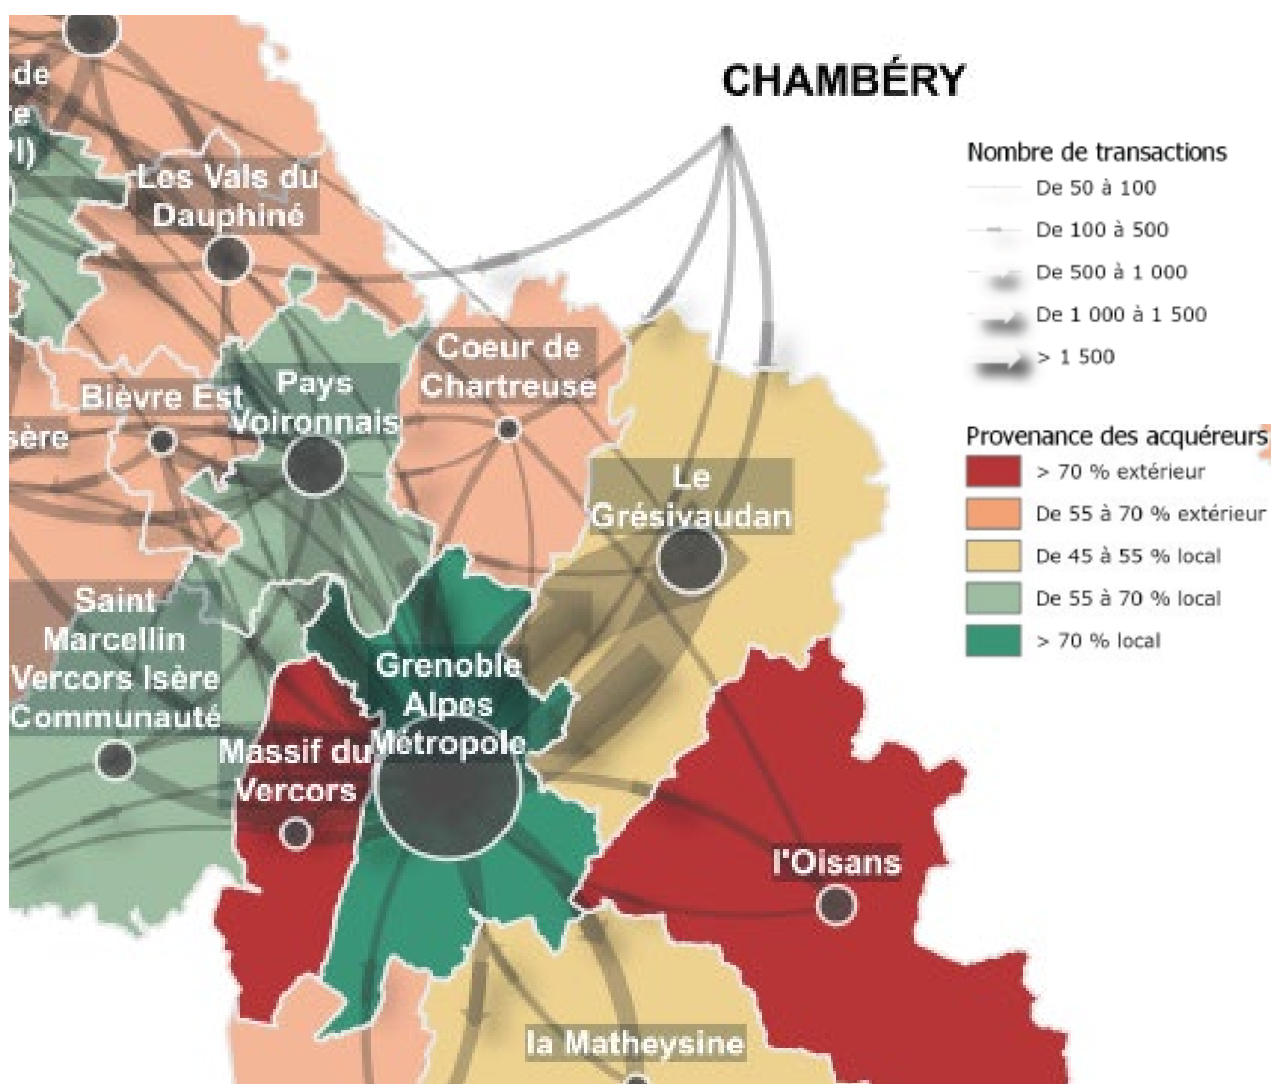 de
e
PI)
CHAMBÉRY
Les Vals du
Dauphiné
Coeur de
Chartreuse
Bièvre Est
Pays
Voironnais
sère
Le
Grésivaudan
Saint
Marcellin
Vercors Isère
Communauté
Grenoble
Alpes
Métropole
Massif du
Vercors
l'Oisans
la Matheysine
Nombre de transactions
De 50 à 100
De 100 à 500
De 500 à 1 000
De 1 000 à 1 500
> 1 500
Provenance des acquéreurs
> 70 % extérieur
De 55 à 70 % extérieur
De 45 à 55 % local
De 55 à 70 % local
> 70 % local